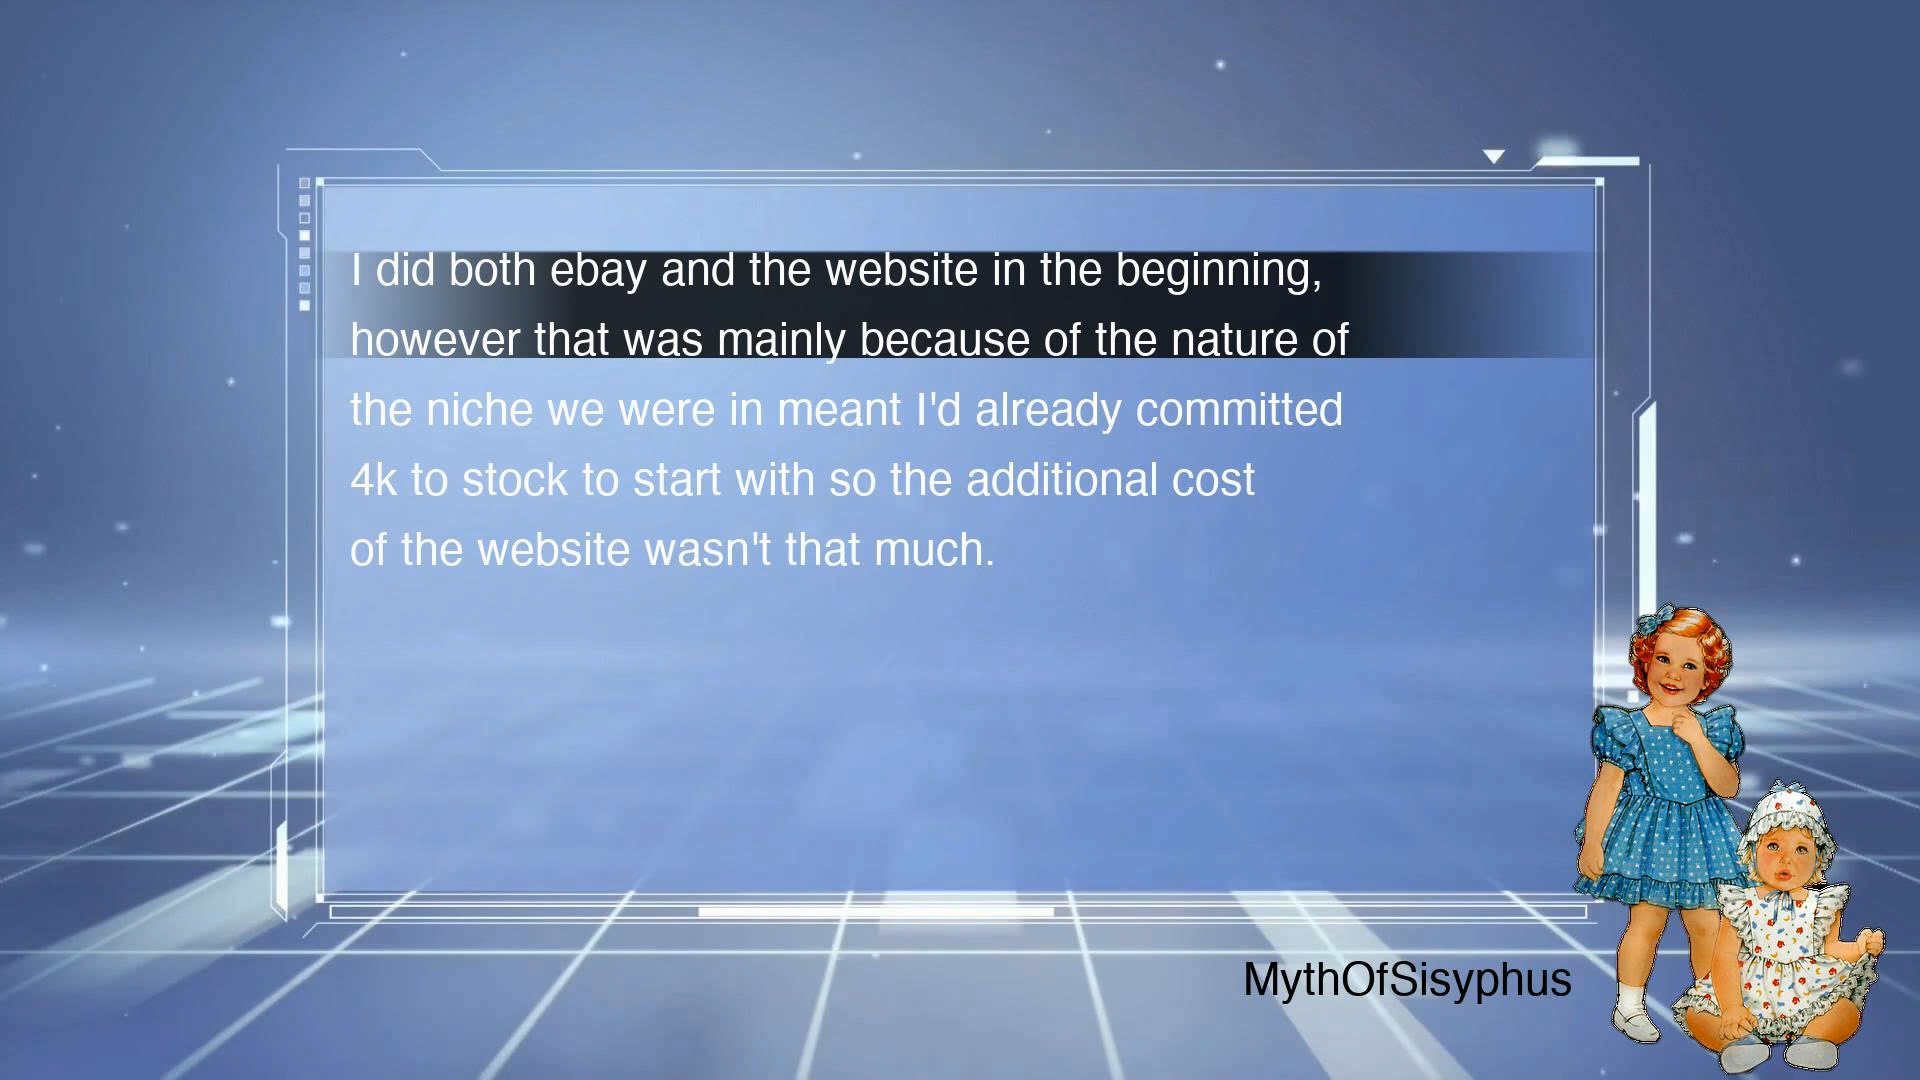 I did both ebay and the website in the beginning,
however that was mainly because of the nature of
the niche we were in meant I'd already committed
4k to stock to start with so the additional cost
of the website wasn't that much.
MythOfSisyphus